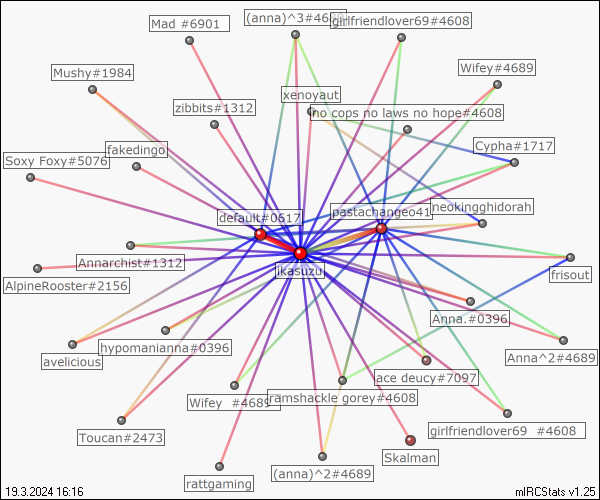 Mad #6901
(anna)^3#4689
girlfriendlover69#4608
Mushy#1984
Wifey#4689
xenoyaut
zibbits#1312
no cops no laws no hope#4608
Cypha#1717
fakedingo
Soxy Foxy#5076
default#0617
pastachangeo41
nookingghidorah
Annarchist#1312
ikasuzu
frisout
AlpineRooster#2156
Anna.#0396
hypomanianna#0396
avelicious
Anna^2#4689
ace deucy#7097
Wifey #4689
ramshackle gorey#4608
Toucan#2473
girlfriendlover69 #4608
Skalman
(anna)^2#4689
rattgaming
19.3.2024 16:16
mIRCStats v1.25